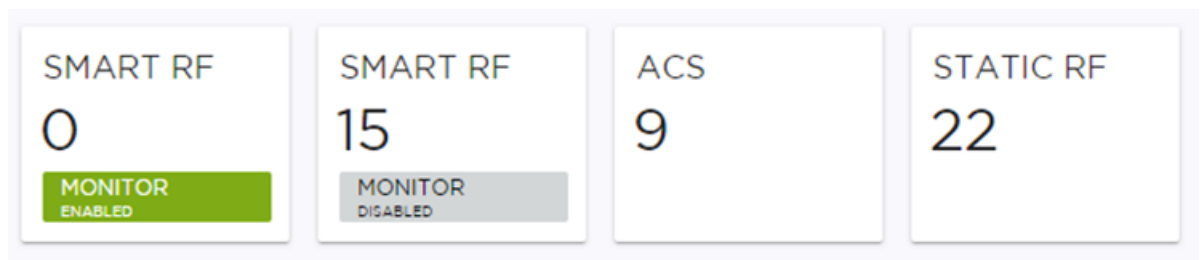 SMART RF
0
MONITOR
ENABLED
SMART RF
15
MONITOR
DISABLED
ACS
9
STATIC RF
22